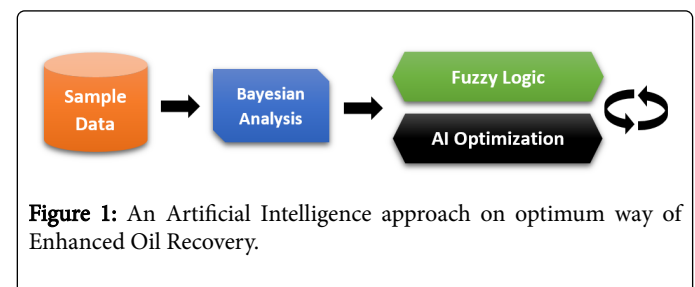 Sample
Data
Bayesian
Analysis
Fuzzy Logic
AI Optimization
Figure 1: An Artificial Intelligence approach on optimum way of
Enhanced Oil Recovery.